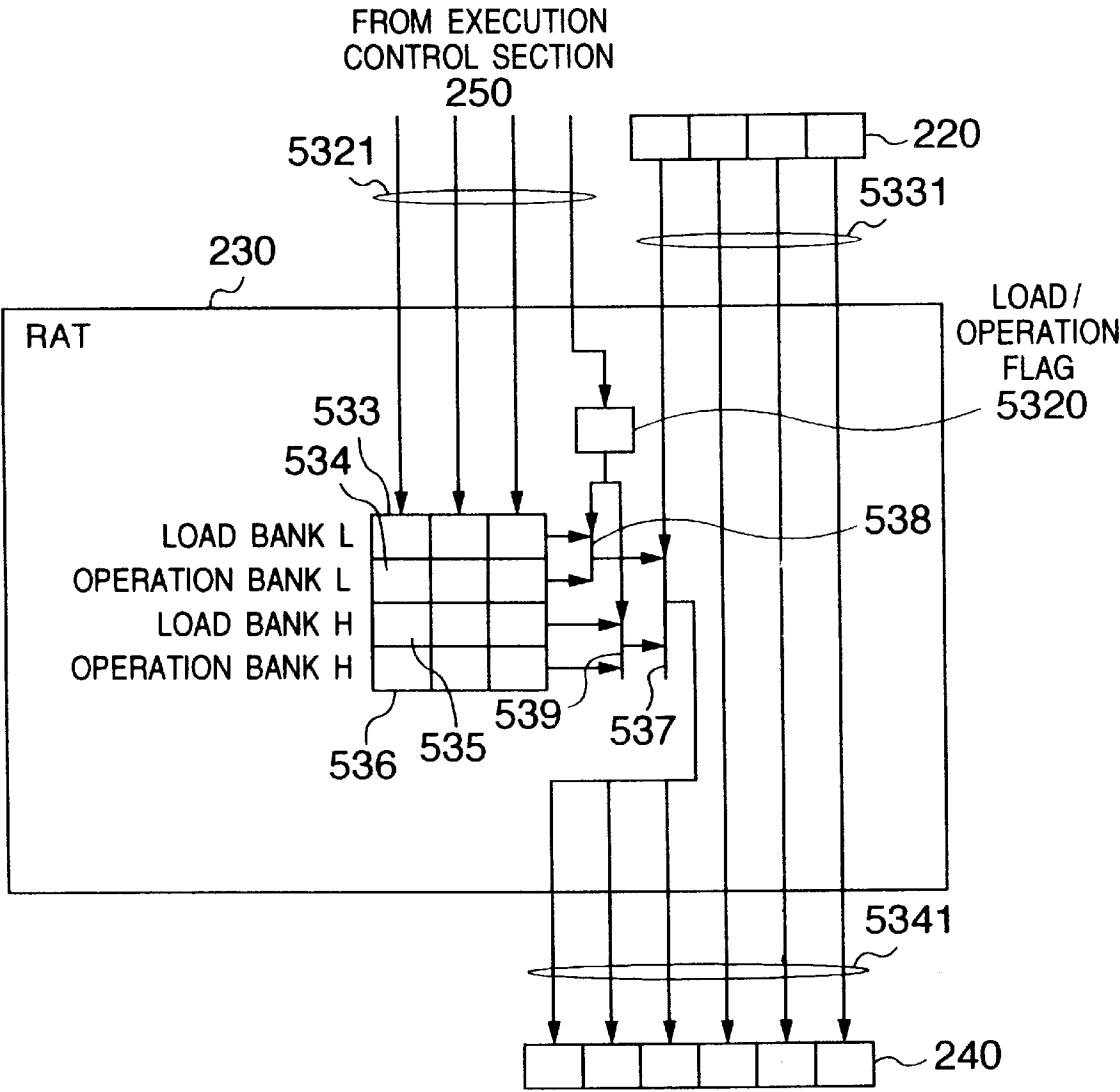 FROM EXECUTION
CONTROL SECTION
250
5321
220
5331
230
RAT
LOAD /
OPERATION
FLAG
5320
533
534
538
LOAD BANK L
OPERATION BANK L
LOAD BANK H
OPERATION BANK H
539
537
535
536
5341
240